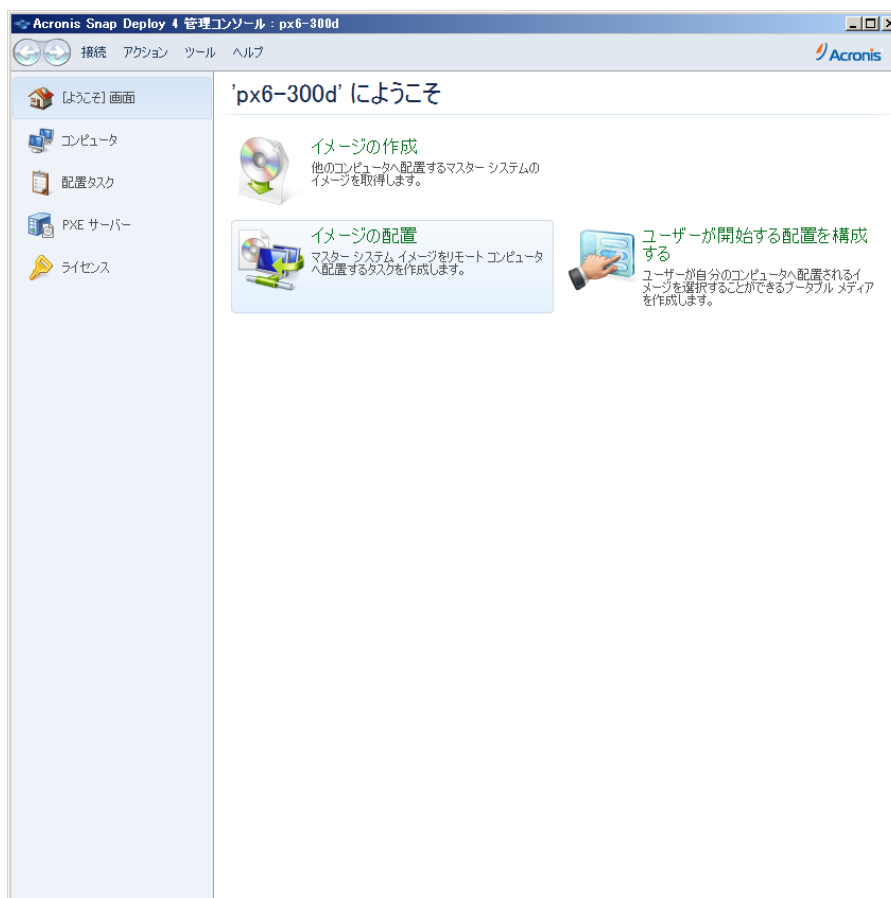 Acronis Snap Deploy 4 管理コンソール : px6-300d
接続 アクション ツール ヘルプ
Acronis
[ようこそ] 画面
コンピュータ
配置タスク
PXE サーバー
ライセンス
'px6-300d' にようこそ
イメージの作成
他のコンピュータへ配置するマスター システムの
イメージを取得します。
イメージの配置
マスター システム イメージをリモート コンピュータ
へ配置するタスクを作成します。
ユーザーが開始する配置を構成
する
ユーザーが自分のコンピュータへ配置されるイ
メージを選択することができるブータブル メディア
を作成します。